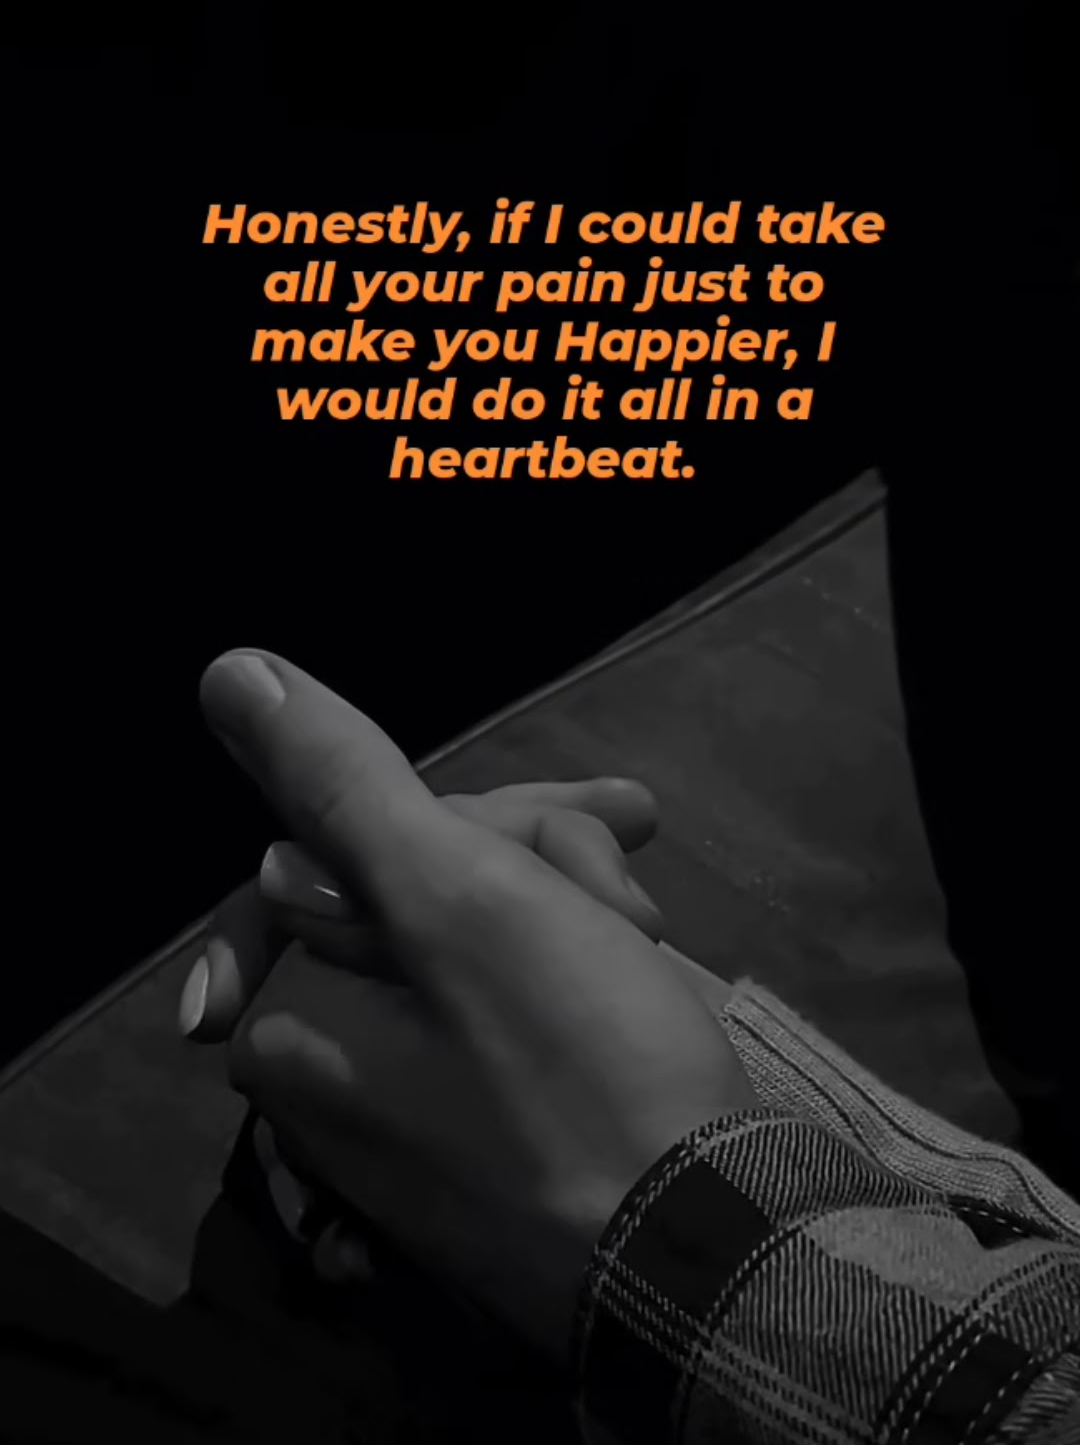 Honestly, if I could take
all your pain just to
make you Happier, I
would do it all in a
heartbeat.